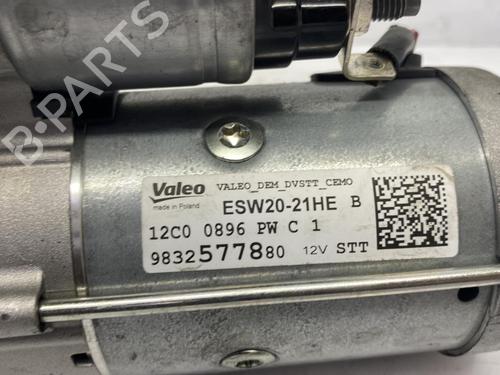 B-PARTS
Valeo
made in Poland
VALEO_DEM_DVSTT_CEMO
ESW20-21HE B
12C0 0896 PW C 1
9832577880 12V STT